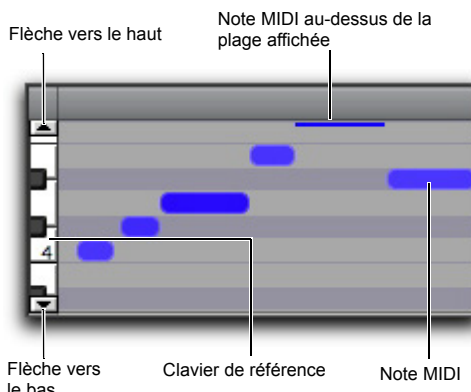 Flèche vers le haut
Note MIDI au-dessus de la
plage affichée
4
Flèche vers
le bas
Clavier de référence
Note MIDI